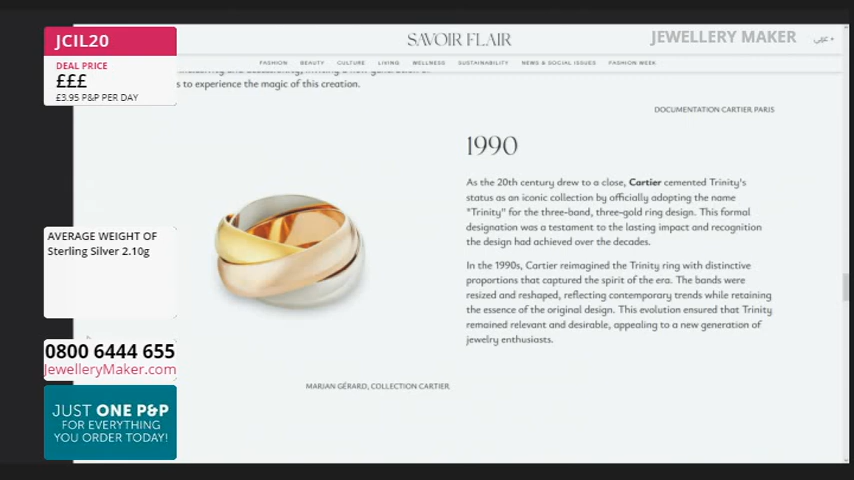 JCIL20
DEAL PRICE
£££
£3.95 P&P PER DAY
SAVOIR FLAIR
JEWELLERY MAKER
عربي
FASHION BEAUTY CULTURE LIVING WELLNESS SUSTAINABILITY NEWS & SOCIAL ISSUES FASHION WEEK
s to experience the magic of this creation.
DOCUMENTATION CARTIER PARIS
1990
As the 20th century drew to a close, Cartier cemented Trinity's
status as an iconic collection by officially adopting the name
"Trinity" for the three-band, three-gold ring design. This formal
designation was a testament to the lasting impact and recognition
the design had achieved over the decades.
In the 1990s, Cartier reimagined the Trinity ring with distinctive
proportions that captured the spirit of the era. The bands were
resized and reshaped, reflecting contemporary trends while retaining
the essence of the original design. This evolution ensured that Trinity
remained relevant and desirable, appealing to a new generation of
jewelry enthusiasts.
MARIAN GÉRARD, COLLECTION CARTIER
AVERAGE WEIGHT OF
Sterling Silver 2.10g
0800 6444 655
JewelleryMaker.com
JUST ONE P&P
FOR EVERYTHING
YOU ORDER TODAY!